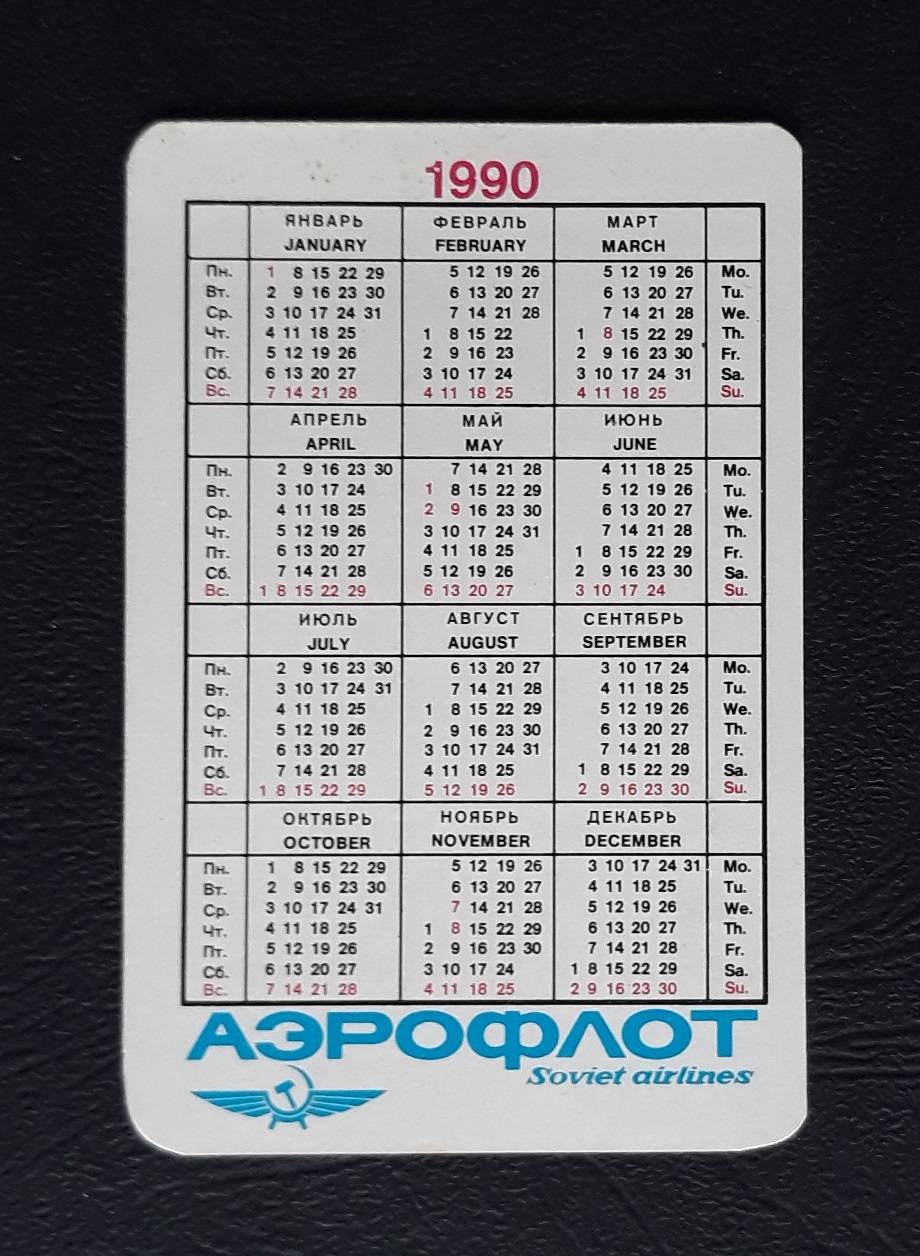 1990
ЯНВАРЬ ФЕВРАЛЬ МАРТ
JANUARY FEBRUARY MARCH
Пн. 1 8 15 22 29 5 12 19 26 5 12 19 26 Mo.
Вт. 2 9 16 23 30 6 13 20 27 6 13 20 27 Tu.
Ср. 3 10 17 24 31 7 14 21 28 7 14 21 28 We.
Чт. 4 11 18 25 1 8 15 22 1 8 15 22 29 Th.
Пт. 5 12 19 26 2 9 16 23 2 9 16 23 30 Fr.
Сб. 6 13 20 27 3 10 17 24 3 10 17 24 31 Sa.
Вс. 7 14 21 28 4 11 18 25 4 11 18 25 Su.
АПРЕЛЬ МАЙ ИЮНЬ
APRIL MAY JUNE
Пн. 2 9 16 23 30 7 14 21 28 4 11 18 25 Mo.
Вт. 3 10 17 24 1 8 15 22 29 5 12 19 26 Tu.
Ср. 4 11 18 25 2 9 16 23 30 6 13 20 27 We.
Чт. 5 12 19 26 3 10 17 24 31 7 14 21 28 Th.
Пт. 6 13 20 27 4 11 18 25 1 8 15 22 29 Fr.
Сб. 7 14 21 28 5 12 19 26 2 9 16 23 30 Sa.
Вс. 1 8 15 22 29 6 13 20 27 3 10 17 24 Su.
ИЮЛЬ АВГУСТ СЕНТЯБРЬ
JULY AUGUST SEPTEMBER
Пн. 2 9 16 23 30 6 13 20 27 3 10 17 24 Mo.
Вт. 3 10 17 24 31 7 14 21 28 4 11 18 25 Tu.
Ср. 4 11 18 25 1 8 15 22 29 5 12 19 26 We.
Чт. 5 12 19 26 2 9 16 23 30 6 13 20 27 Th.
Пт. 6 13 20 27 3 10 17 24 31 7 14 21 28 Fr.
Сб. 7 14 21 28 4 11 18 25 1 8 15 22 29 Sa.
Вс. 1 8 15 22 29 5 12 19 26 2 9 16 23 30 Su.
ОКТЯБРЬ НОЯБРЬ ДЕКАБРЬ
OCTOBER NOVEMBER DECEMBER
Пн. 1 8 15 22 29 5 12 19 26 3 10 17 24 31 Mo.
Вт. 2 9 16 23 30 6 13 20 27 4 11 18 25 Tu.
Ср. 3 10 17 24 31 7 14 21 28 5 12 19 26 We.
Чт. 4 11 18 25 1 8 15 22 29 6 13 20 27 Th.
Пт. 5 12 19 26 2 9 16 23 30 7 14 21 28 Fr.
Сб. 6 13 20 27 3 10 17 24 1 8 15 22 29 Sa.
Вс. 7 14 21 28 4 11 18 25 2 9 16 23 30 Su.
АЭРОФЛОТ
Soviet airlines